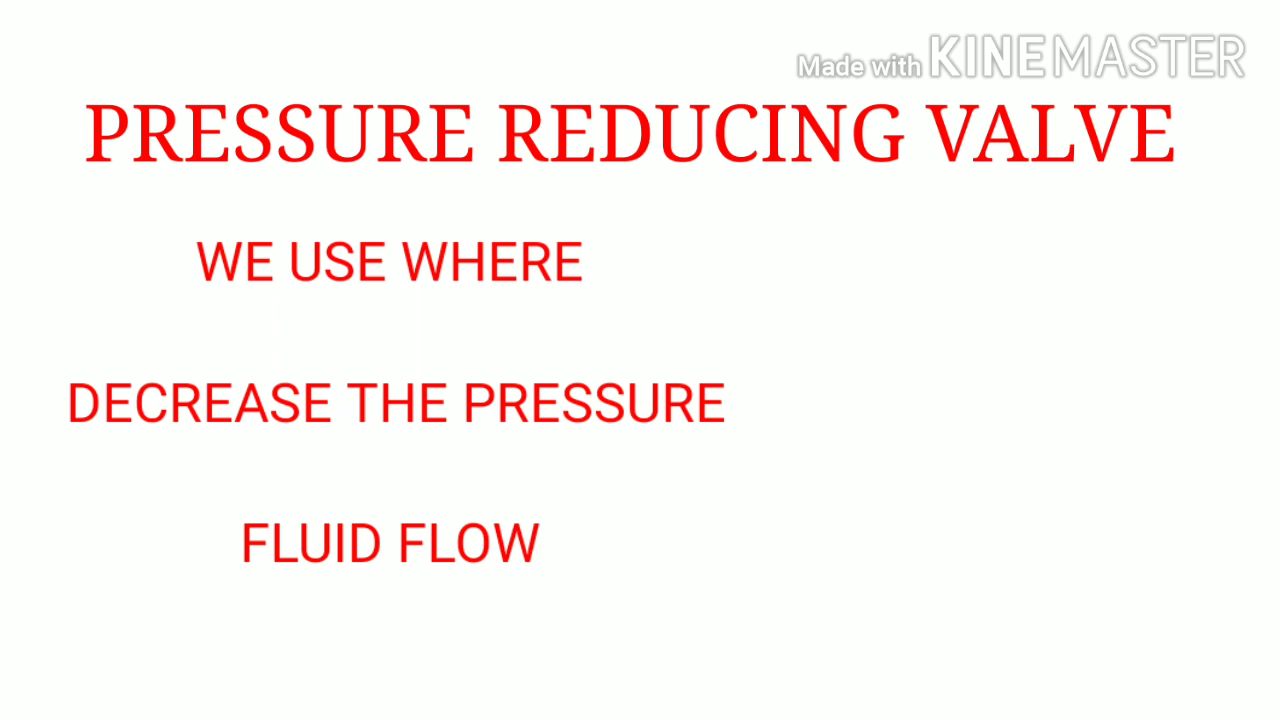 Made with KINEMASTER
PRESSURE REDUCING VALVE
WE USE WHERE
DECREASE THE PRESSURE
FLUID FLOW